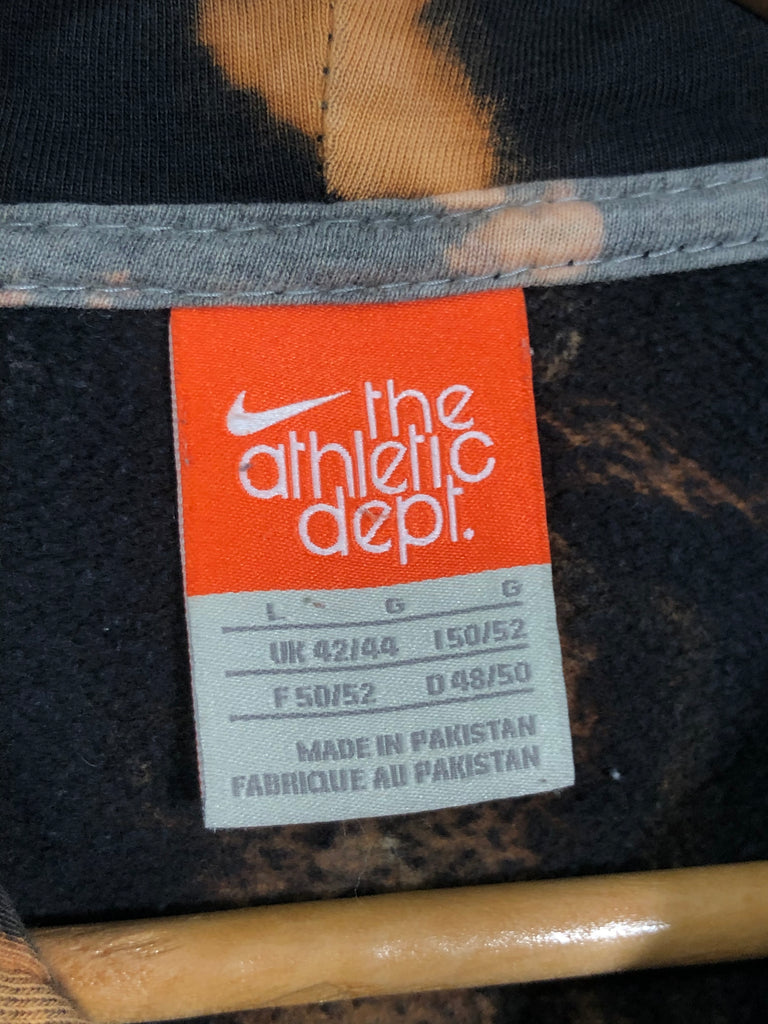 the
athletic
dept.
L G G
UK 42/44 I 50/52
F 50/52 D 48/50
MADE IN PAKISTAN
FABRIQUE AU PAKISTAN